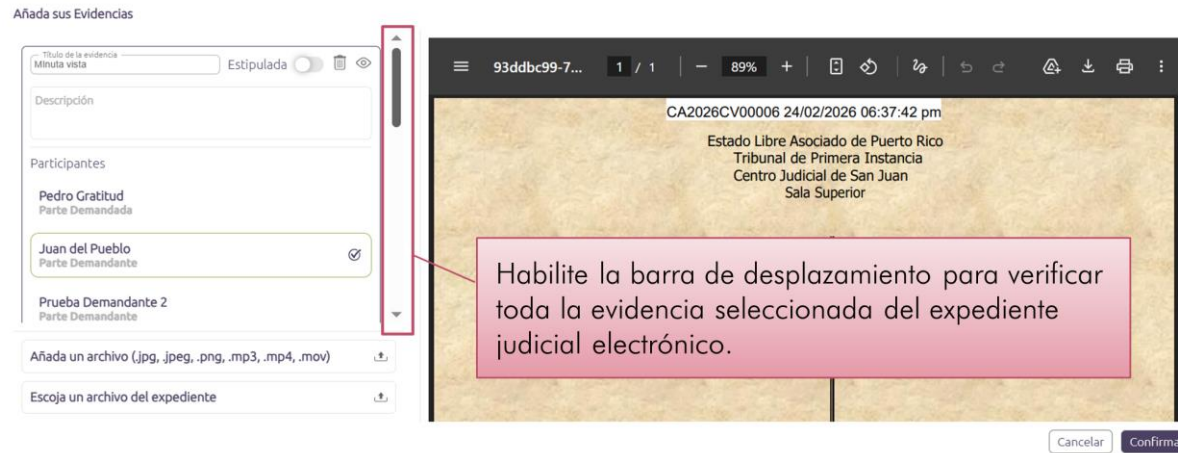 Añada sus Evidencias
Título de la evidencia
Minuta vista
Estipulada
Descripción
Participantes
Pedro Gratitud
Parte Demandada
Juan del Pueblo
Parte Demandante
Prueba Demandante 2
Parte Demandante
Añada un archivo (.jpg, .jpeg, .png, .mp3, .mp4, .mov)
Escoja un archivo del expediente
93ddbc99-7... 1 / 1 89%
CA2026CV00006 24/02/2026 06:37:42 pm
Estado Libre Asociado de Puerto Rico
Tribunal de Primera Instancia
Centro Judicial de San Juan
Sala Superior
Habilite la barra de desplazamiento para verificar
toda la evidencia seleccionada del expediente
judicial electrónico.
Cancelar Confirma